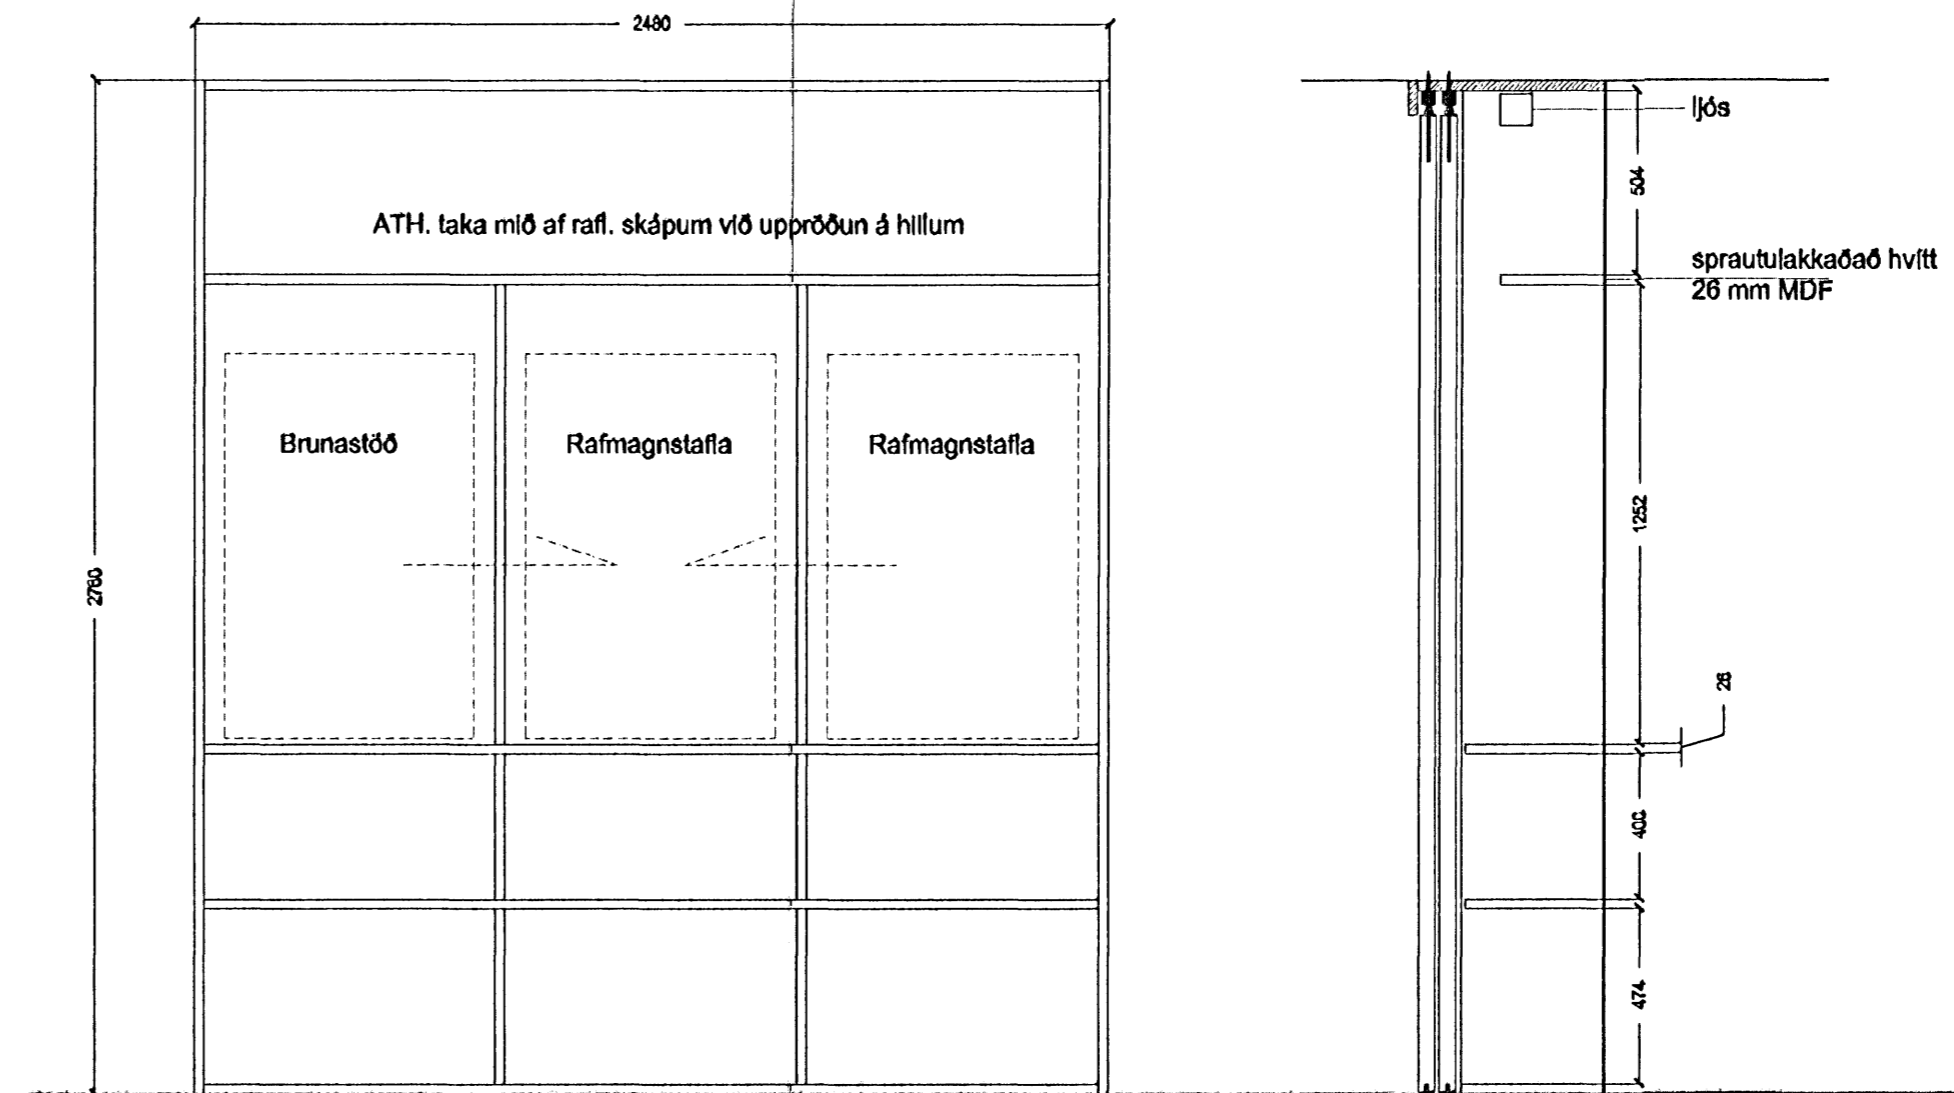 2480
ljós
504
ATH. taka mið af rafl. skápum við uppröðun á hillum
sprautulakkaðað hvítt
26 mm MDF
Brunastöð
Rafmagnstafla
Rafmagnstafla
1252
2760
26
400
474